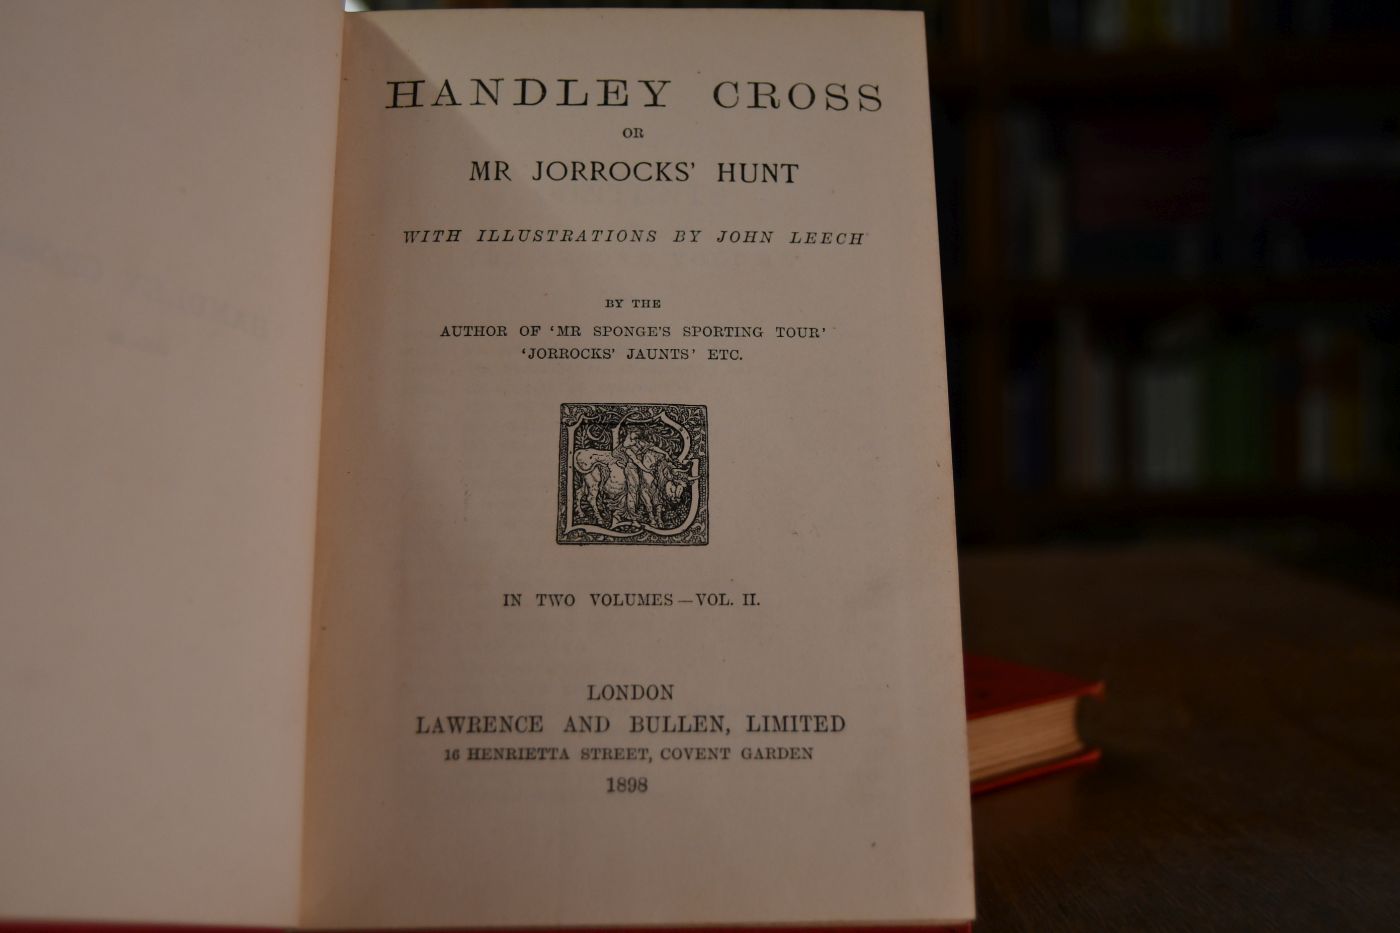 HANDLEY CROSS
OR
MR JORROCKS' HUNT
WITH ILLUSTRATIONS BY JOHN LEECH
BY THE
AUTHOR OF 'MR SPONGE'S SPORTING TOUR'
'JORROCKS' JAUNTS' ETC.
IN TWO VOLUMES—VOL. II.
LONDON
LAWRENCE AND BULLEN, LIMITED
16 HENRIETTA STREET, COVENT GARDEN
1898